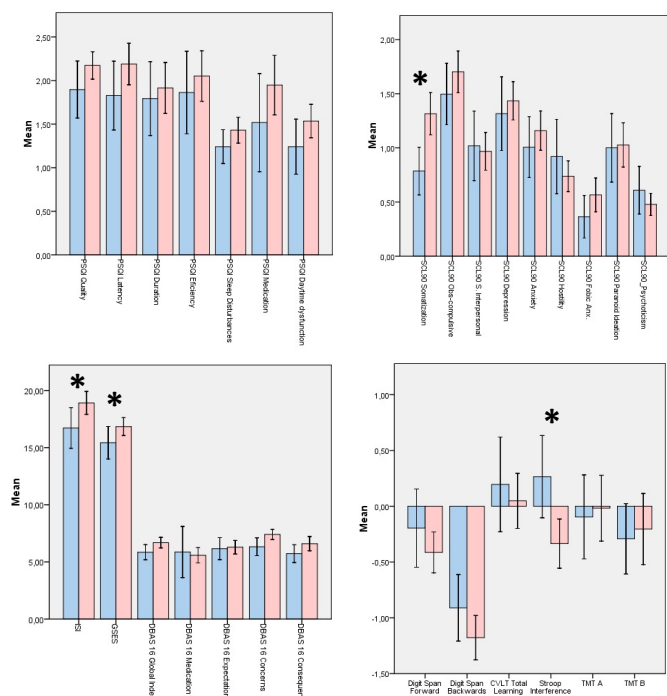 2,50
2,00
1,50
1,00
0,50
0,00
Mean
PSQI Quality
PSQI Latency
PSQI Duration
PSQI Eficiency
PSQI Sleep Disturbances
PSQI Medication
PSQI Daytime dysfunction
2,00
1,50
1,00
0,50
0,00
Mean
*
SCL90 Somatization
SCL90 Obs-compulsive
SCL90 S. Interpersonal
SCL90 Depression
SCL90 Anxiety
SCL90 Hostility
SCL90 Fobic Anx.
SCL90 Paranoid Ideation
SCL90_Psychoticism
20,00
15,00
10,00
5,00
,00
Mean
*
*
ISI
GSES
DBAS 16 Global Inde
DBAS 16 Medication
DBAS 16 Expectation
DBAS 16 Concerns
DBAS 16 Consequen
1,00
0,50
0,00
-0,50
-1,00
-1,50
Mean
*
Digit Span
Forward
Digit Span
Backwards
CVLT Total
Learning
Stroop
Interference
TMT A
TMT B